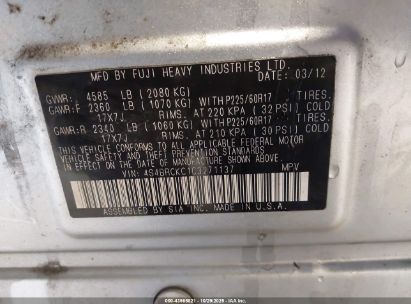 MFD. BY FUJI HEAVY INDUSTRIES LTD.
DATE: 03/12
GVWR: 4585 LB (2080 KG)
GAWR:F 2360 LB (1070 KG) WITH P225/60R17 TIRES.
17X7J RIMS. AT 220 KPA (32 PSI) COLD
GAWR:R 2340 LB (1060 KG) WITH P225/60R17 TIRES.
17X7J RIMS. AT 210 KPA (30 PSI) COLD
THIS VEHICLE CONFORMS TO ALL APPLICABLE FEDERAL MOTOR
VEHICLE SAFETY, BUMPER, AND THEFT PREVENTION STANDARDS
IN EFFECT ON THE DATE OF MANUFACTURE SHOWN ABOVE.
VIN: 4S4BRCKC1C3271137 MPV
ASSEMBLED BY S.I.A. INC. MADE IN U.S.A.